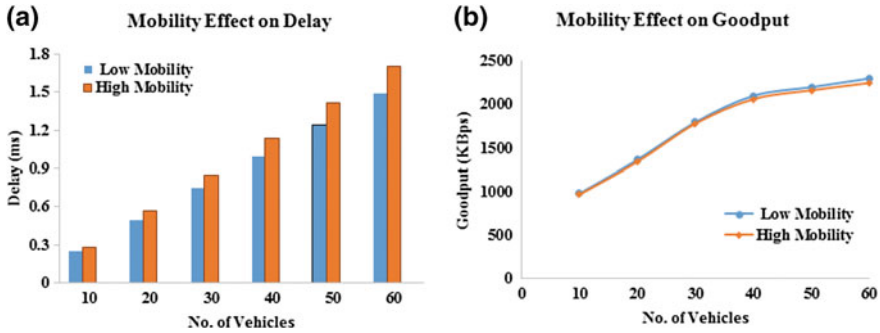 (a)
Mobility Effect on Delay
1.8
1.5
1.2
0.9
0.6
0.3
0
Delay (ms)
Low Mobility
High Mobility
10 20 30 40 50 60
No. of Vehicles
(b)
Mobility Effect on Goodput
2500
2000
1500
1000
500
0
Goodput (KBps)
Low Mobility
High Mobility
0 10 20 30 40 50 60
No. of Vehicles